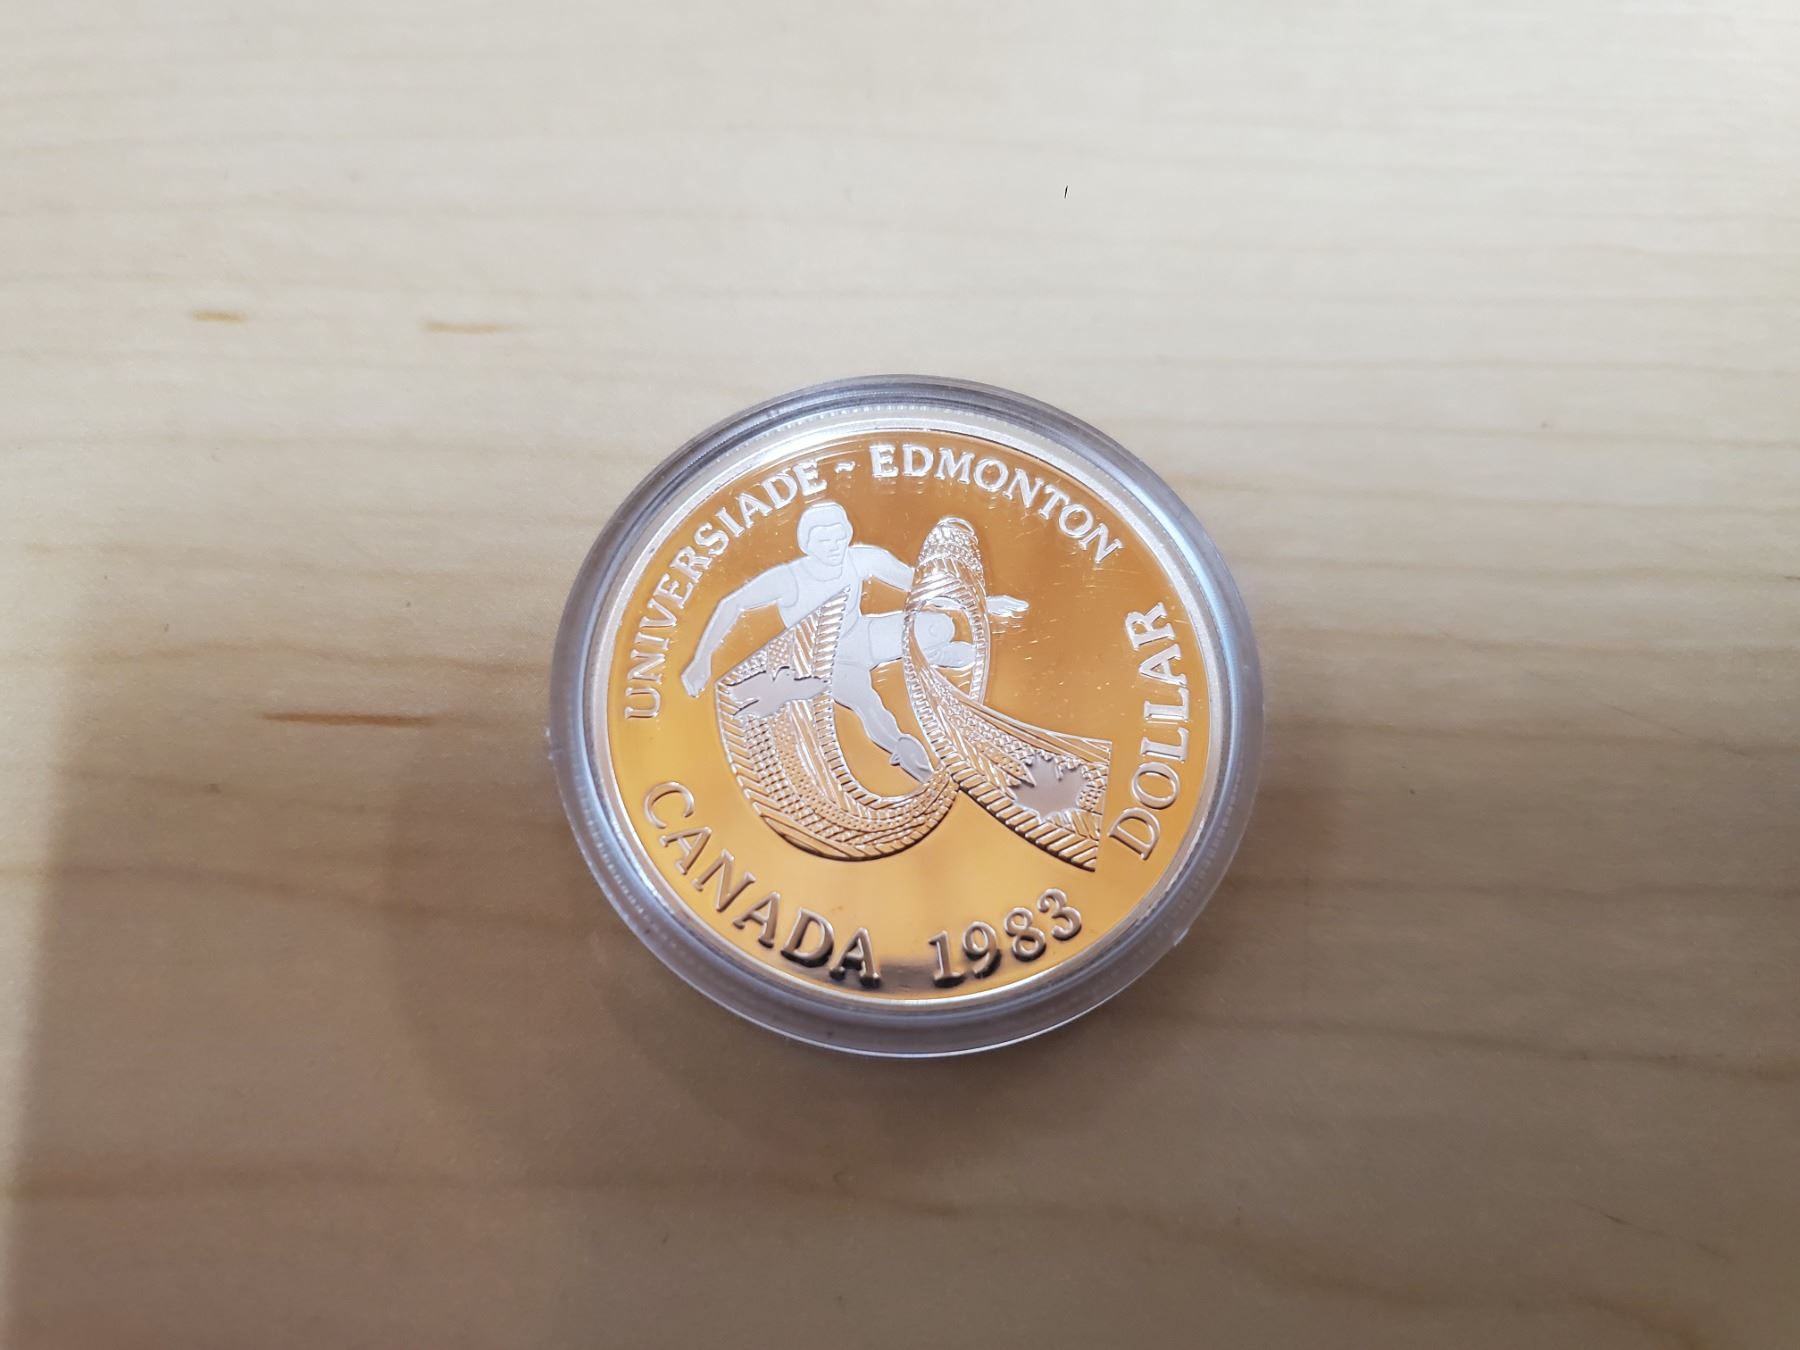 UNIVERSIADE ~ EDMONTON
DOLLAR
CANADA 1983